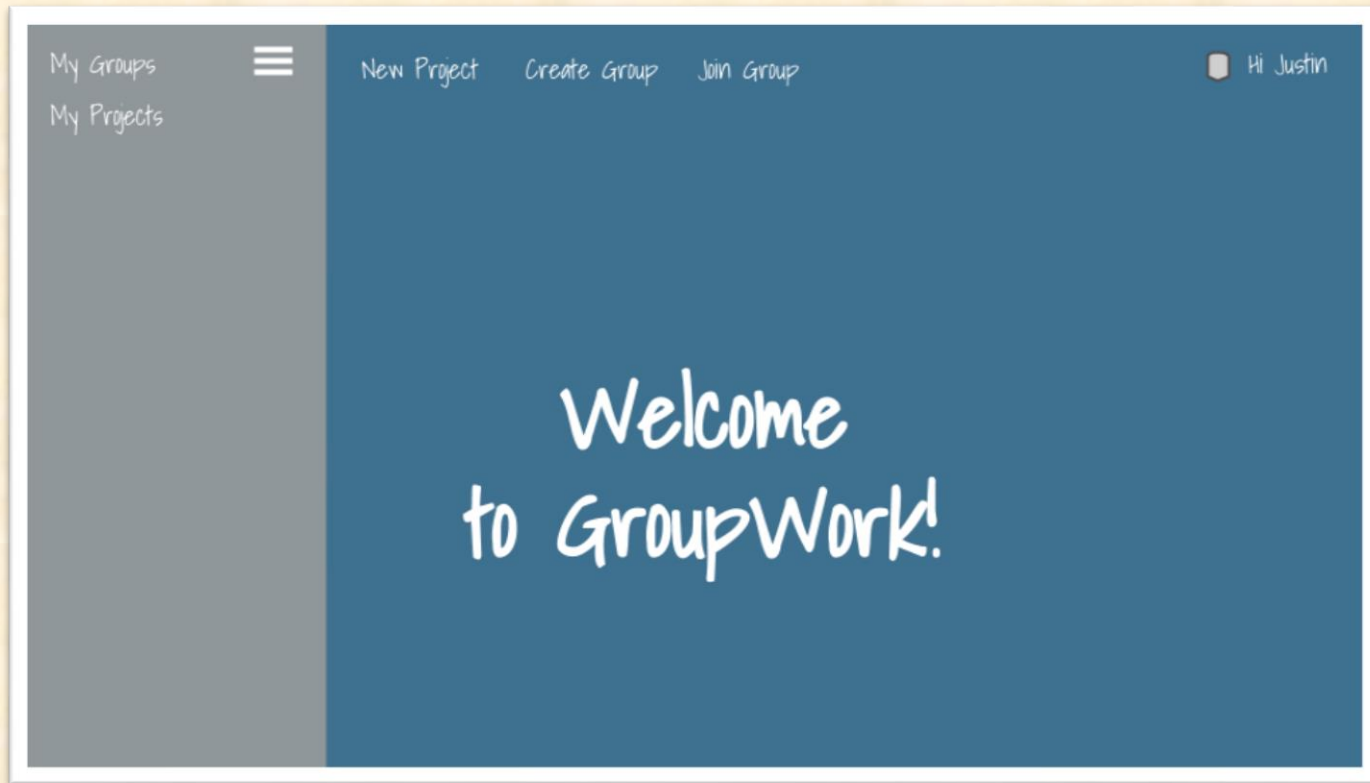 My Groups
My Projects
New Project Create Group Join Group
Hi Justin
Welcome
to GroupWork!